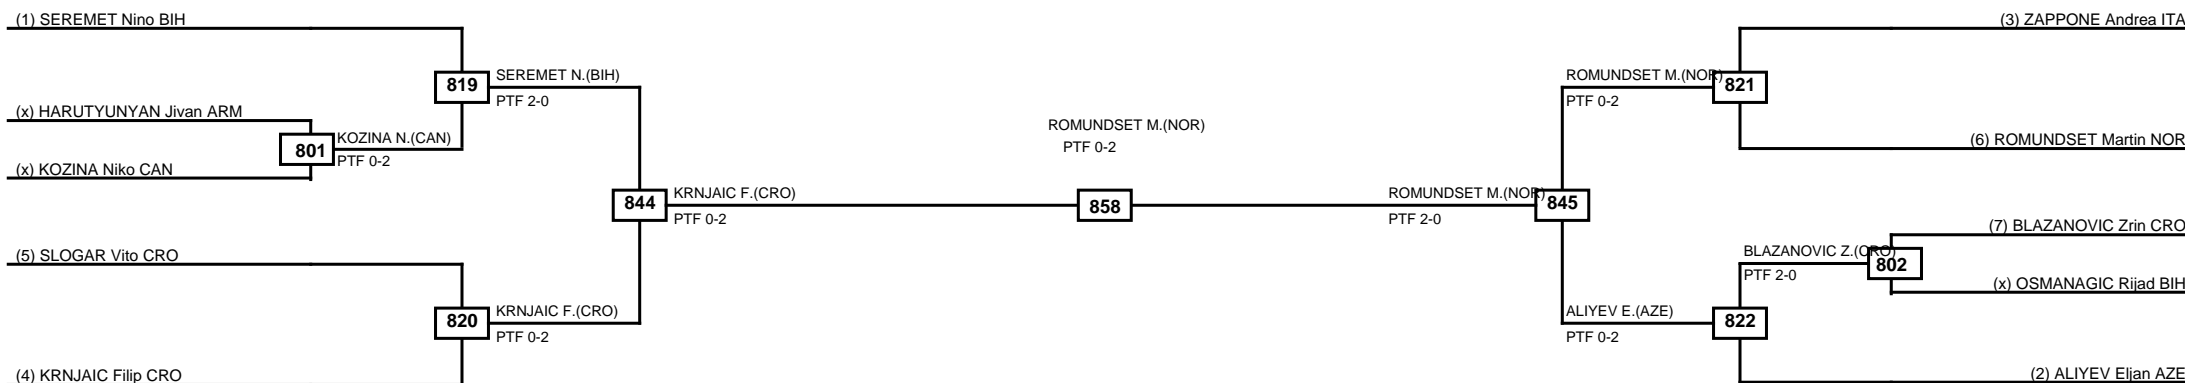 (1) SEREMET Nino BIH
(3) ZAPPONE Andrea ITA
819
SEREMET N.(BIH)
PTF 2-0
ROMUNDSET M.(NOR)
PTF 0-2
821
(x) HARUTYUNYAN Jivan ARM
801
KOZINA N.(CAN)
PTF 0-2
(x) KOZINA Niko CAN
ROMUNDSET M.(NOR)
PTF 0-2
(6) ROMUNDSET Martin NOR
844
KRNJAIC F.(CRO)
PTF 0-2
858
ROMUNDSET M.(NOR)
PTF 2-0
845
(5) SLOGAR Vito CRO
(7) BLAZANOVIC Zrin CRO
BLAZANOVIC Z.(CRO)
PTF 2-0
802
(x) OSMANAGIC Rijad BIH
820
KRNJAIC F.(CRO)
PTF 0-2
ALIYEV E.(AZE)
PTF 0-2
822
(4) KRNJAIC Filip CRO
(2) ALIYEV Eljan AZE